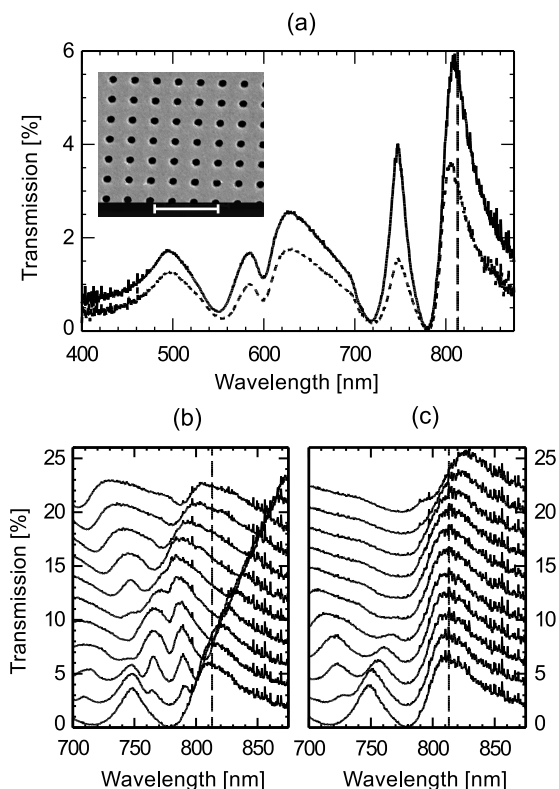 (a)
6
4
2
0
Transmission [%]
400 500 600 700 800
Wavelength [nm]
(b) (c)
25
20
15
10
5
0
Transmission [%]
25
20
15
10
5
0
700 750 800 850 700 750 800 850
Wavelength [nm] Wavelength [nm]